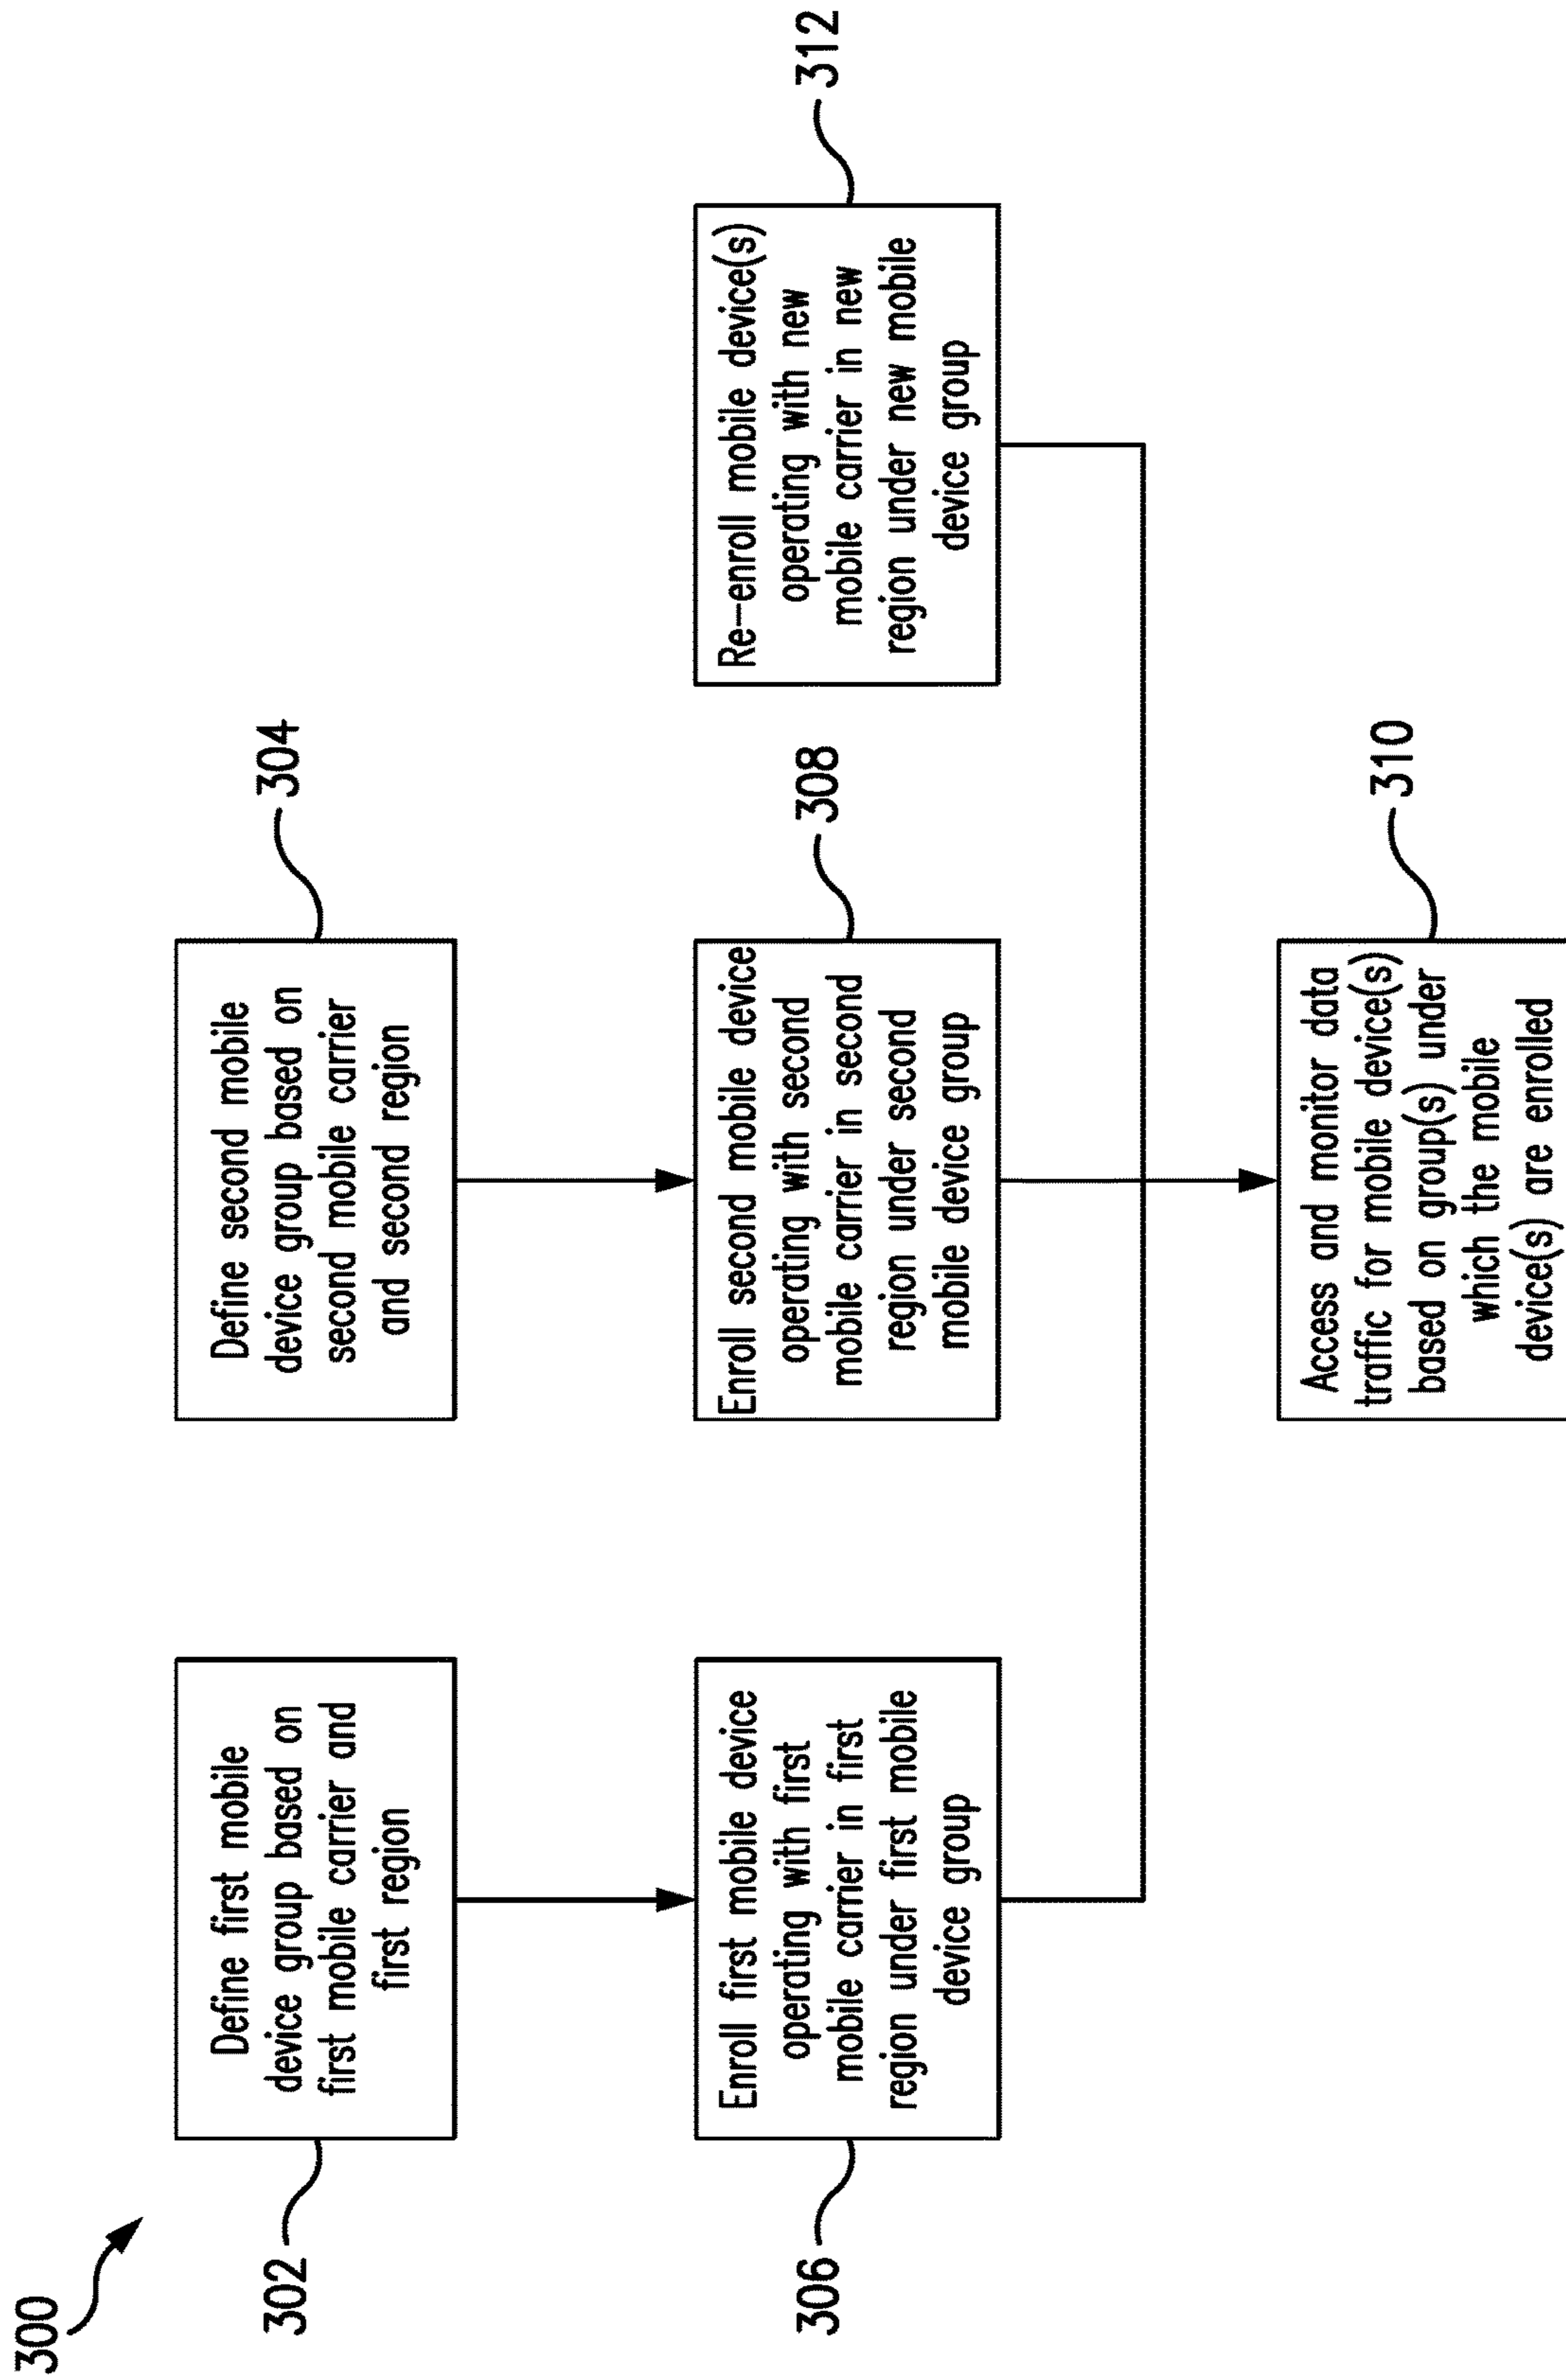 300
302
Define first mobile
device group based on
first mobile carrier and
first region
304
Define second mobile
device group based on
second mobile carrier
and second region
306
Enroll first mobile device
operating with first
mobile carrier in first
region under first mobile
device group
308
Enroll second mobile device
operating with second
mobile carrier in second
region under second
mobile device group
312
Re-enroll mobile device(s)
operating with new
mobile carrier in new
region under new mobile
device group
310
Access and monitor data
traffic for mobile device(s)
based on group(s) under
which the mobile
device(s) are enrolled